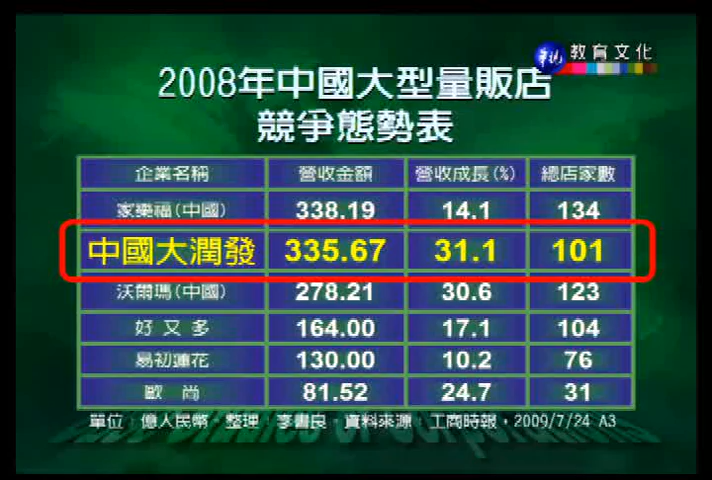 華視 教育文化
2008年中國大型量販店
競爭態勢表
企業名稱 營收金額 營收成長(%) 總店家數
家樂福(中國) 338.19 14.1 134
中國大潤發 335.67 31.1 101
沃爾瑪(中國) 278.21 30.6 123
好又多 164.00 17.1 104
易初蓮花 130.00 10.2 76
歐尚 81.52 24.7 31
單位：億人民幣，整理：李書良，資料來源：工商時報，2009/7/24 A3